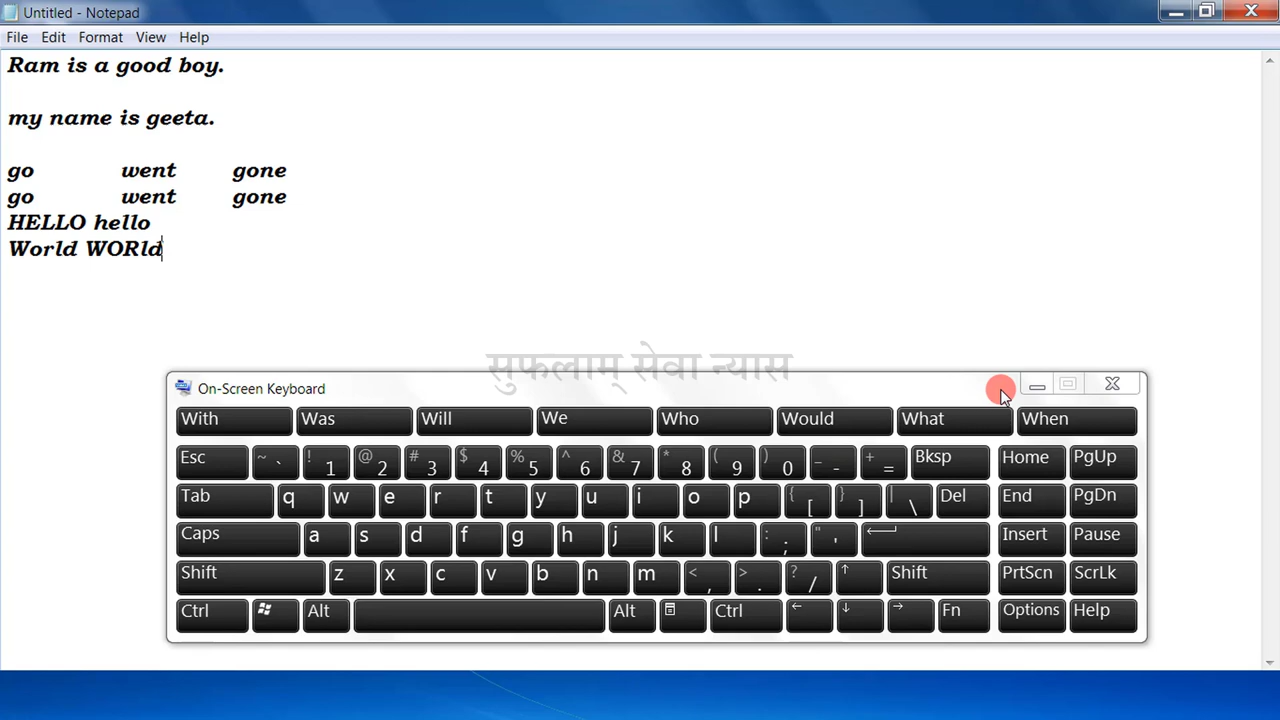 Untitled - Notepad
File Edit Format View Help
Ram is a good boy.
my name is geeta.
go went gone
go went gone
HELLO hello
World WORld
सुफलाम् सेवा न्यास
On-Screen Keyboard
With Was Will We Who Would What When
Esc ~ ` ! 1 @ 2 # 3 $ 4 % 5 ^ 6 & 7 * 8 ( 9 ) 0 _ - + = Bksp Home PgUp
Tab q w e r t y u i o p { [ } ] | \ Del End PgDn
Caps a s d f g h j k l : ; " ' Insert Pause
Shift z x c v b n m < , > . ? / ↑ Shift PrtScn ScrLk
Ctrl Alt Alt Ctrl ← ↓ → Fn Options Help